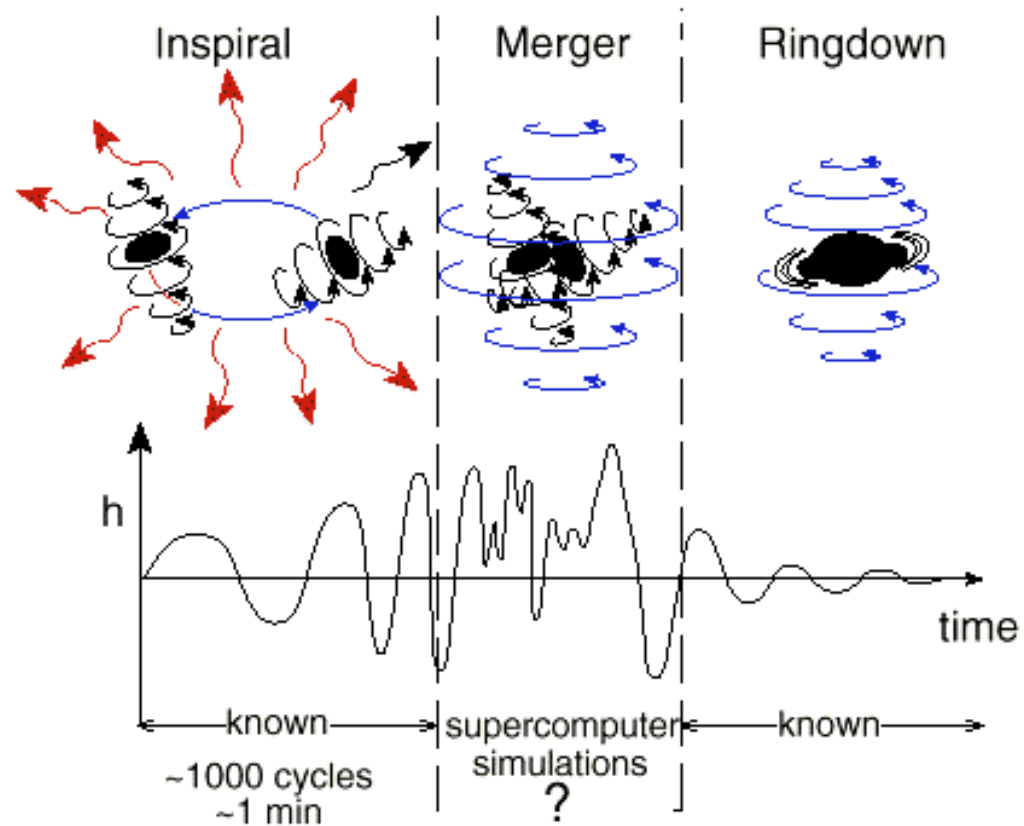 Inspiral
Merger
Ringdown
h
time
known
supercomputer
simulations
?
known
~1000 cycles
~1 min